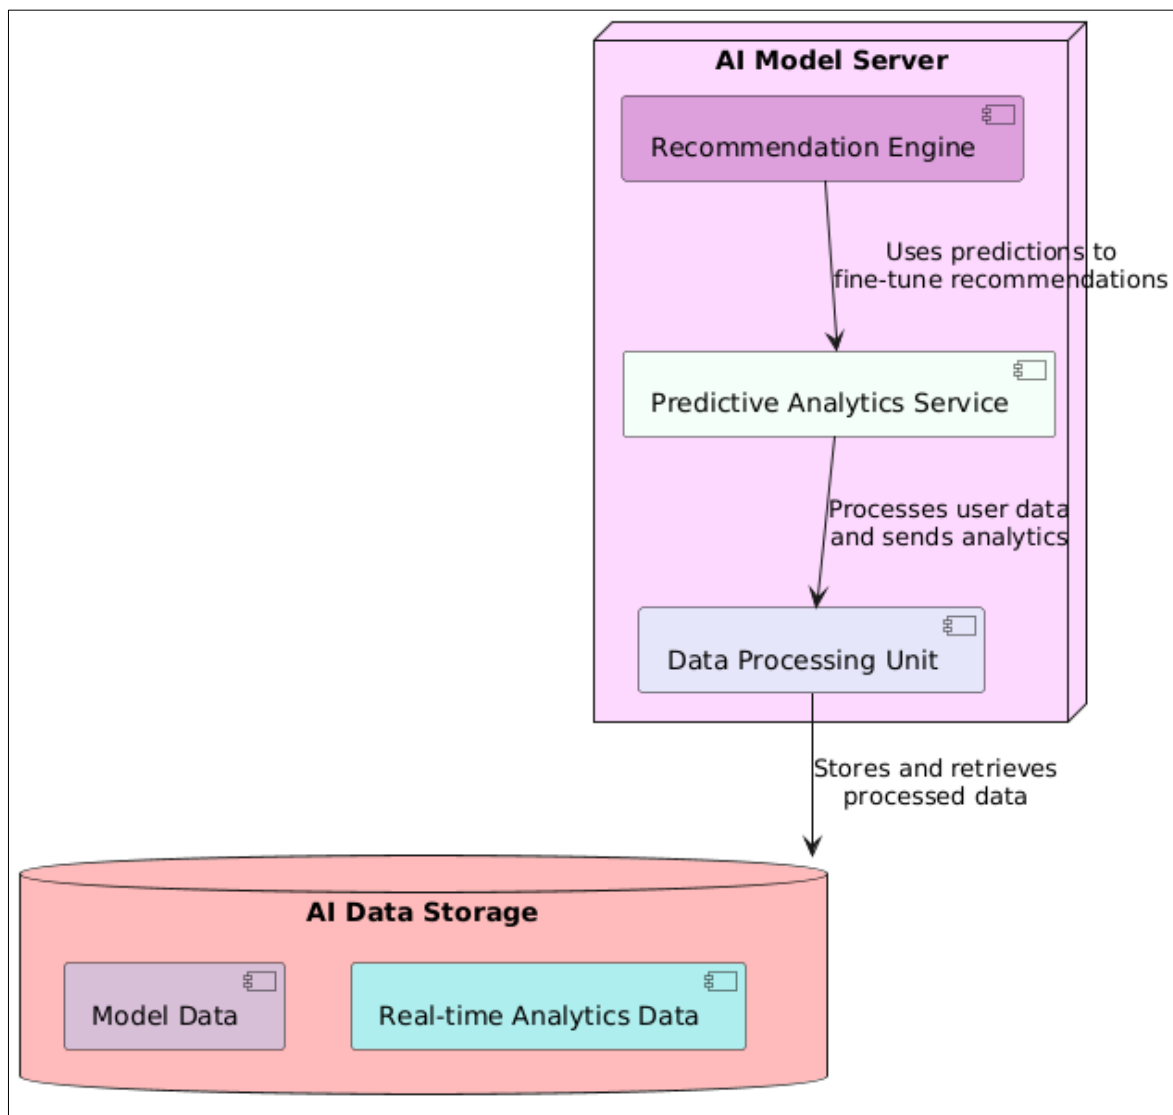 AI Model Server
Recommendation Engine
Uses predictions to
fine-tune recommendations
Predictive Analytics Service
Processes user data
and sends analytics
Data Processing Unit
Stores and retrieves
processed data
AI Data Storage
Model Data
Real-time Analytics Data